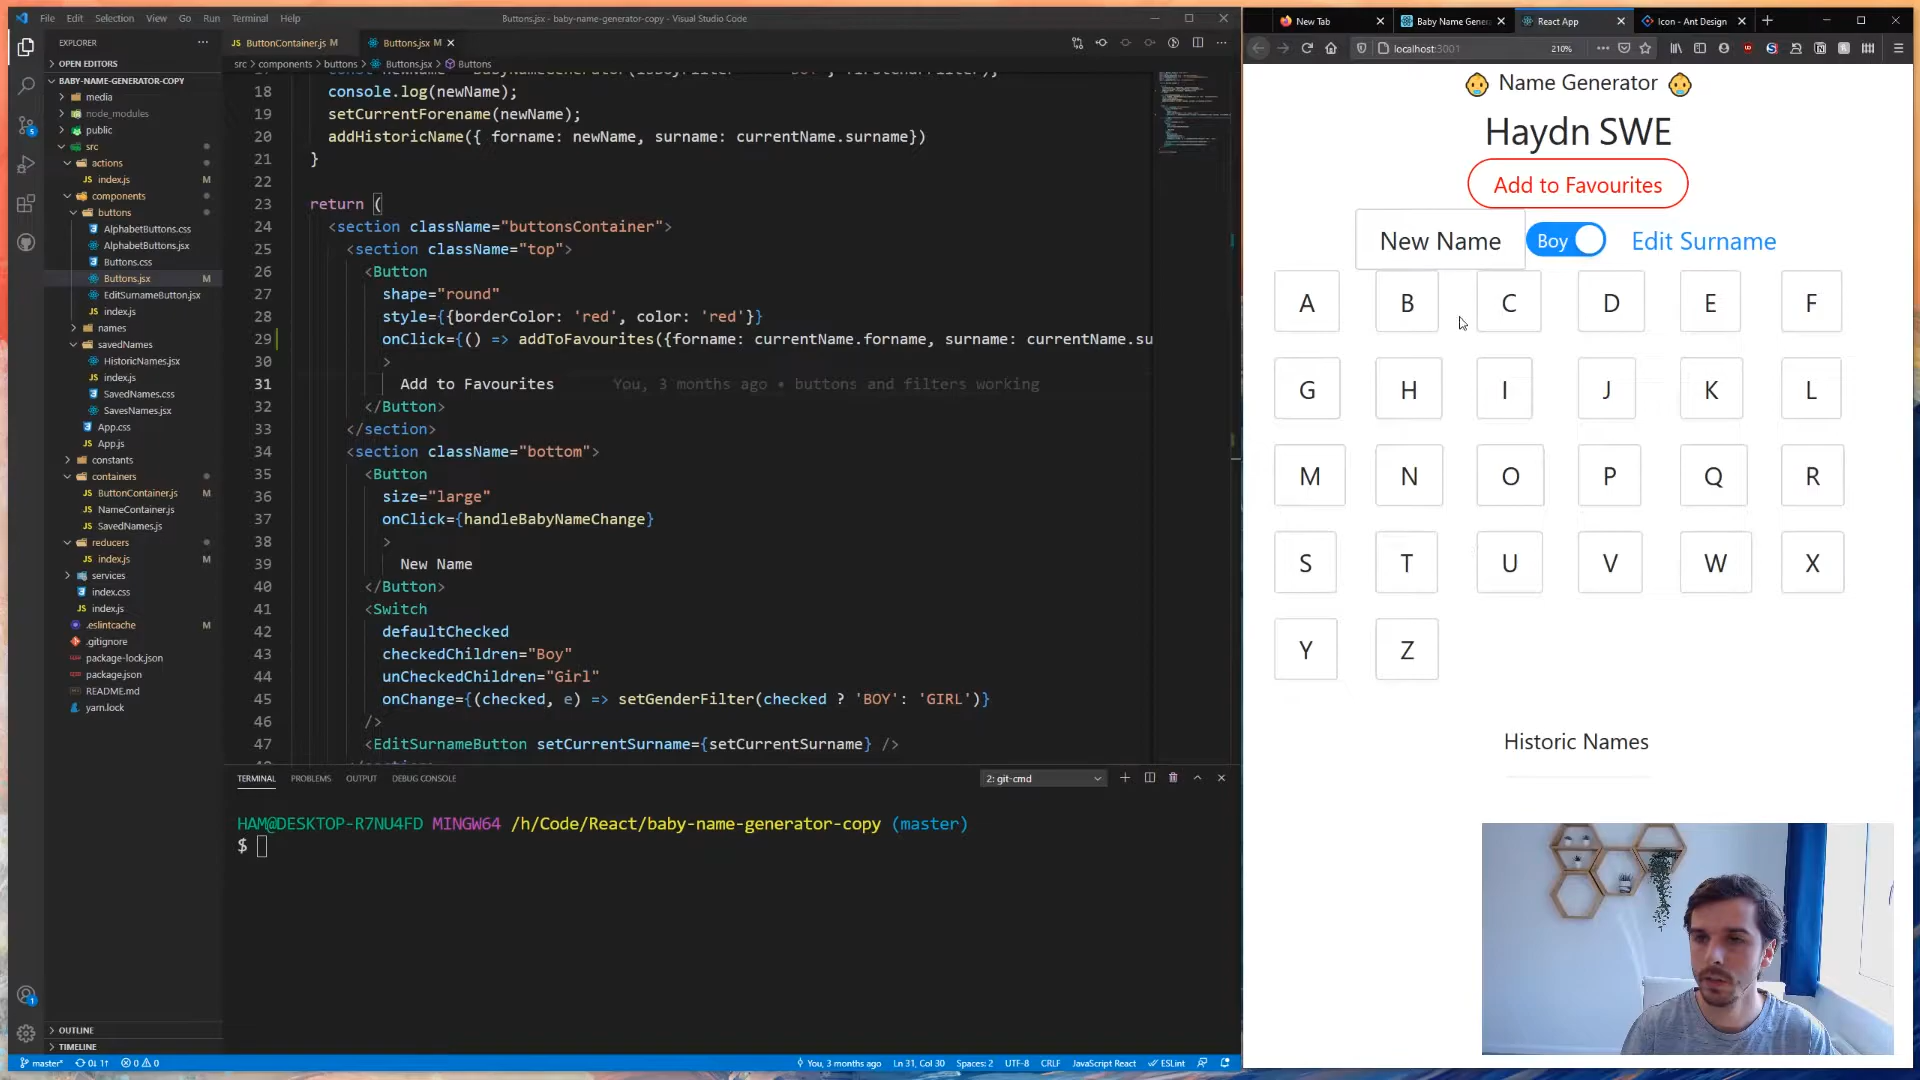 File Edit Selection View Go Run Terminal Help
Buttons.jsx - baby-name-generator-copy - Visual Studio Code
EXPLORER
OPEN EDITORS
BABY-NAME-GENERATOR-COPY
media
node_modules
public
src
actions
index.js M
components
buttons
AlphabetButtons.css
AlphabetButtons.jsx
Buttons.css
Buttons.jsx M
EditSurnameButton.jsx
index.js
names
savedNames
HistoricNames.jsx
index.js
SavedNames.css
SavesNames.jsx
App.css
App.js
constants
containers
ButtonContainer.js M
NameContainer.js
SavedNames.js
reducers
index.js M
services
index.css
index.js
.eslintcache M
.gitignore
package-lock.json
package.json
README.md
yarn.lock
OUTLINE
TIMELINE
ButtonContainer.js M
Buttons.jsx M
src > components > buttons > Buttons.jsx > Buttons
18 console.log(newName);
19 setCurrentForename(newName);
20 addHistoricName({ forname: newName, surname: currentName.surname})
21 }
22
23 return (
24 <section className="buttonsContainer">
25 <section className="top">
26 <Button
27 shape="round"
28 style={{borderColor: 'red', color: 'red'}}
29 onClick={() => addToFavourites({forname: currentName.forname, surname: currentName.su
30 >
31 Add to Favourites You, 3 months ago • buttons and filters working
32 </Button>
33 </section>
34 <section className="bottom">
35 <Button
36 size="large"
37 onClick={handleBabyNameChange}
38 >
39 New Name
40 </Button>
41 <Switch
42 defaultChecked
43 checkedChildren="Boy"
44 unCheckedChildren="Girl"
45 onChange={(checked, e) => setGenderFilter(checked ? 'BOY': 'GIRL')}
46 />
47 <EditSurnameButton setCurrentSurname={setCurrentSurname} />
TERMINAL PROBLEMS OUTPUT DEBUG CONSOLE
2: git-cmd
HAM@DESKTOP-R7NU4FD MINGW64 /h/Code/React/baby-name-generator-copy (master)
$
master* 0↓ 1↑ 0 0
You, 3 months ago Ln 31, Col 30 Spaces: 2 UTF-8 CRLF JavaScript React ESLint
New Tab
Baby Name Gener
React App
Icon - Ant Design
localhost:3001
210%
Name Generator
Haydn SWE
Add to Favourites
New Name Boy Edit Surname
A B C D E F
G H I J K L
M N O P Q R
S T U V W X
Y Z
Historic Names